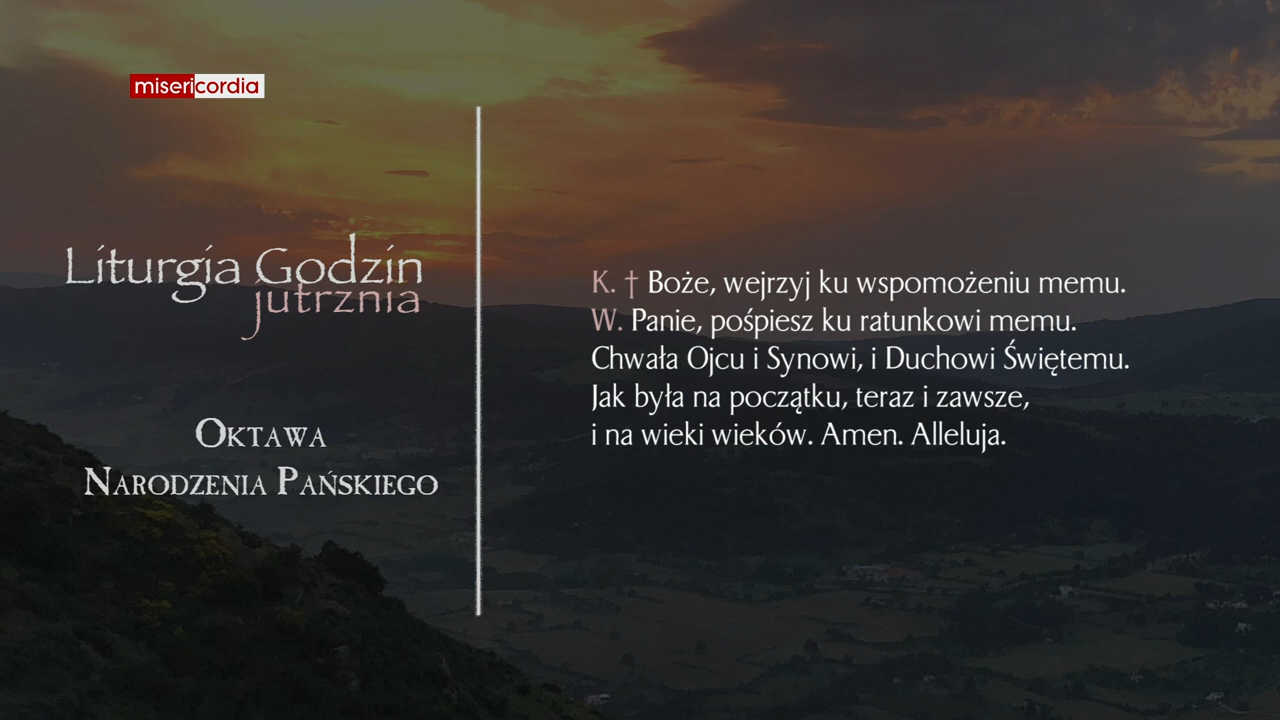 misericordia
Liturgia Godzin
jutrznia
Oktawa
Narodzenia Pańskiego
K. † Boże, wejrzyj ku wspomożeniu memu.
W. Panie, pośpiesz ku ratunkowi memu.
Chwała Ojcu i Synowi, i Duchowi Świętemu.
Jak była na początku, teraz i zawsze,
i na wieki wieków. Amen. Alleluja.